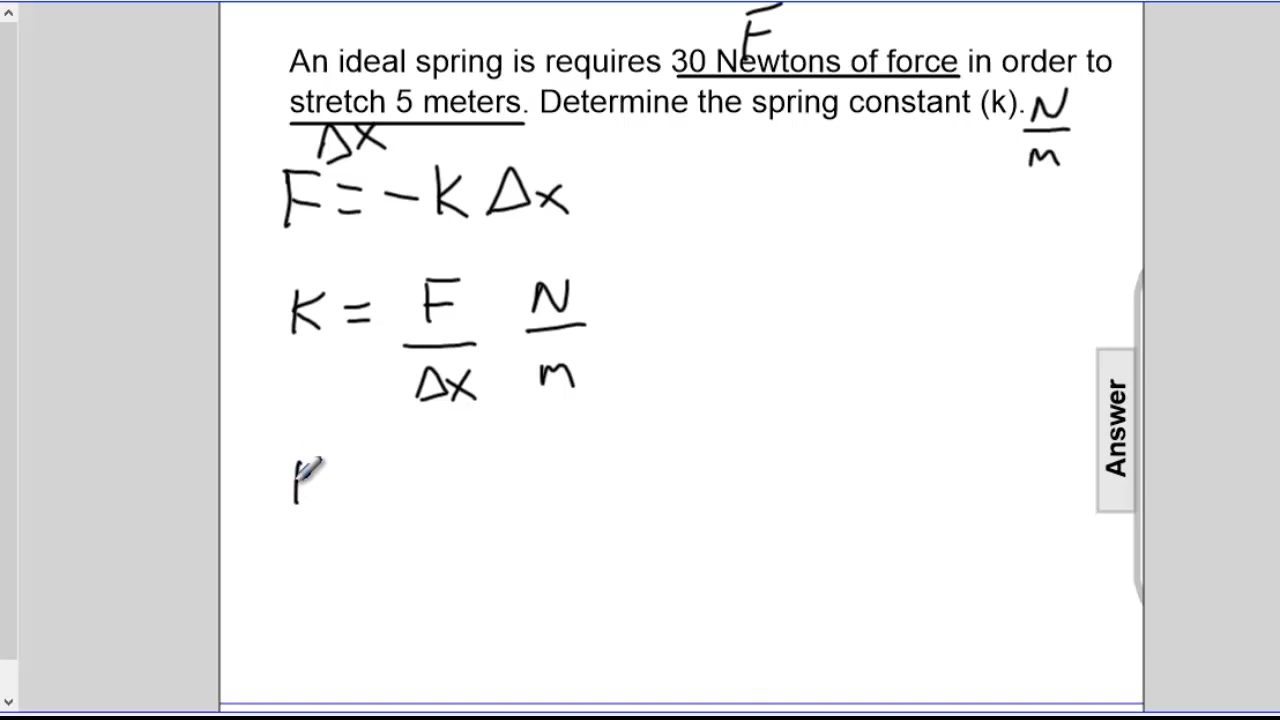 F
An ideal spring is requires 30 Newtons of force in order to
stretch 5 meters. Determine the spring constant (k). N/m
Δx
F = -K Δx
K = F/Δx N/m
Answer